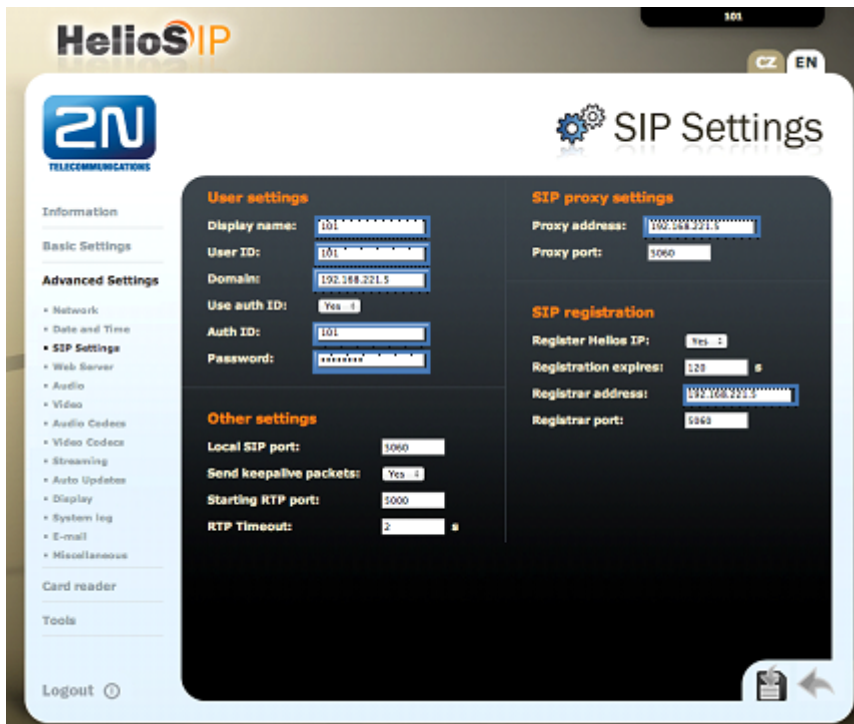 101
HelioS IP
CZ EN
2N
TELECOMMUNICATIONS
SIP Settings
Information
Basic Settings
Advanced Settings
• Network
• Date and Time
• SIP Settings
• Web Server
• Audio
• Video
• Audio Codecs
• Video Codecs
• Streaming
• Auto Updates
• Display
• System log
• E-mail
• Miscellaneous
Card reader
Tools
Logout
User settings
Display name: 101
User ID: 101
Domain: 192.168.221.5
Use auth ID: Yes
Auth ID: 101
Password: ••••••••
Other settings
Local SIP port: 5060
Send keepalive packets: Yes
Starting RTP port: 5000
RTP Timeout: 2 s
SIP proxy settings
Proxy address: 192.168.221.5
Proxy port: 5060
SIP registration
Register Helios IP: Yes
Registration expires: 120 s
Registrar address: 192.168.221.5
Registrar port: 5060